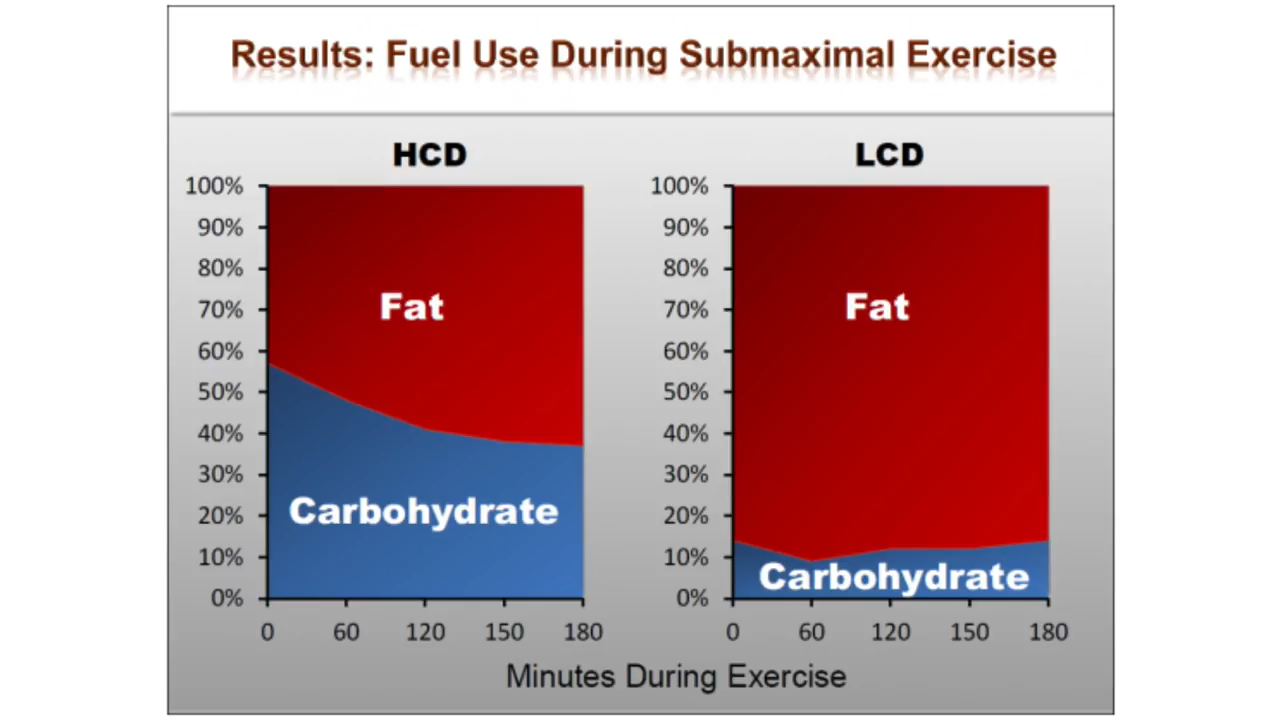 Results: Fuel Use During Submaximal Exercise
HCD
100%
90%
80%
70%
60%
50%
40%
30%
20%
10%
0%
Fat
Carbohydrate
0 60 120 150 180
LCD
100%
90%
80%
70%
60%
50%
40%
30%
20%
10%
0%
Fat
Carbohydrate
0 60 120 150 180
Minutes During Exercise